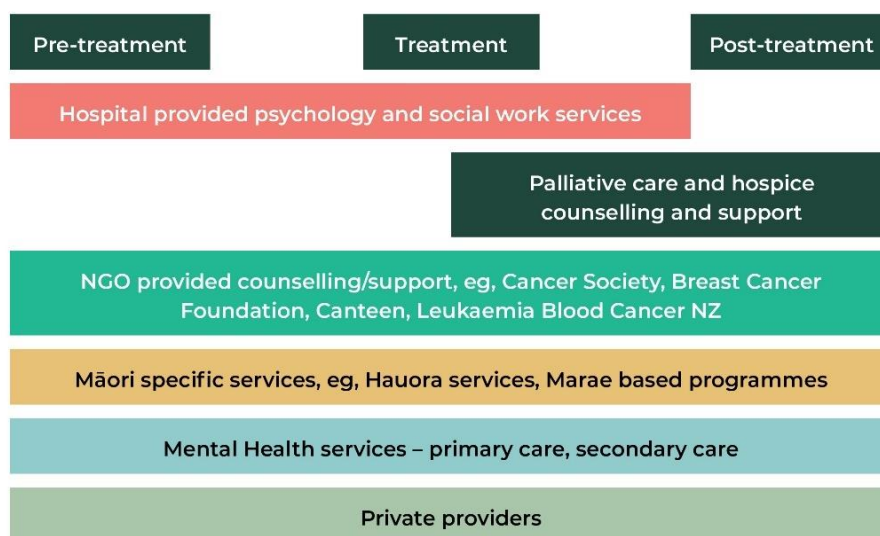 Pre-treatment
Treatment
Post-treatment
Hospital provided psychology and social work services
Palliative care and hospice
counselling and support
NGO provided counselling/support, eg, Cancer Society, Breast Cancer
Foundation, Canteen, Leukaemia Blood Cancer NZ
Māori specific services, eg, Hauora services, Marae based programmes
Mental Health services – primary care, secondary care
Private providers